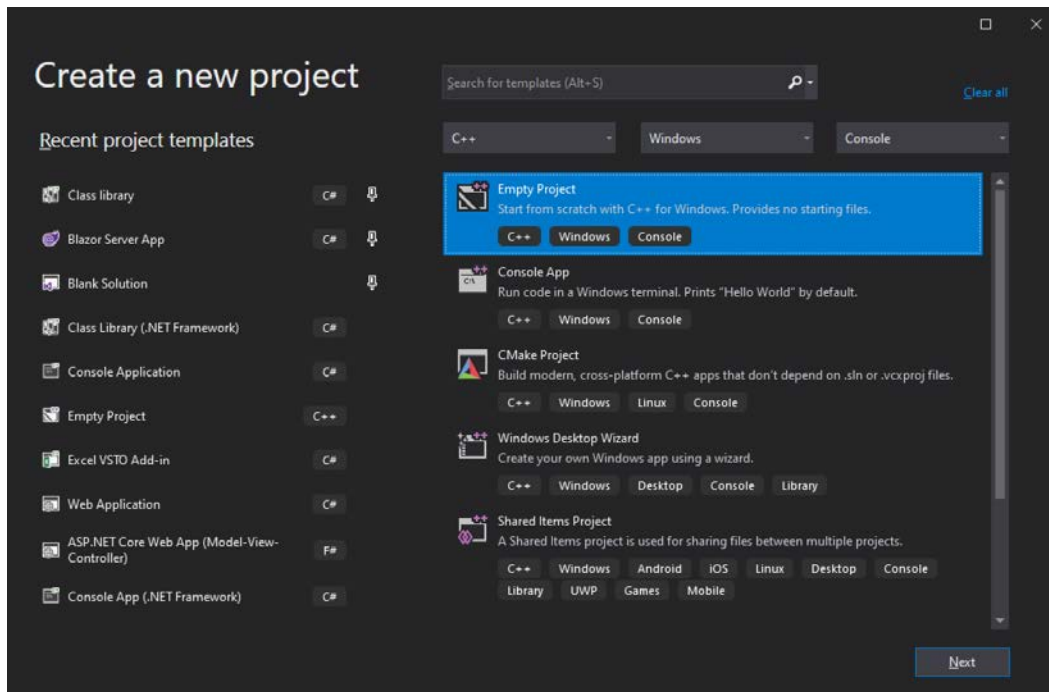 Create a new project
Search for templates (Alt+S)
Clear all
Recent project templates
C++
Windows
Console
Class library
C#
Blazor Server App
C#
Blank Solution
Class Library (.NET Framework)
C#
Console Application
C#
Empty Project
C++
Excel VSTO Add-in
C#
Web Application
C#
ASP.NET Core Web App (Model-View-
Controller)
F#
Console App (.NET Framework)
C#
Empty Project
Start from scratch with C++ for Windows. Provides no starting files.
C++ Windows Console
Console App
Run code in a Windows terminal. Prints "Hello World" by default.
C++ Windows Console
CMake Project
Build modern, cross-platform C++ apps that don't depend on .sln or .vcxproj files.
C++ Windows Linux Console
Windows Desktop Wizard
Create your own Windows app using a wizard.
C++ Windows Desktop Console Library
Shared Items Project
A Shared Items project is used for sharing files between multiple projects.
C++ Windows Android iOS Linux Desktop Console
Library UWP Games Mobile
Next